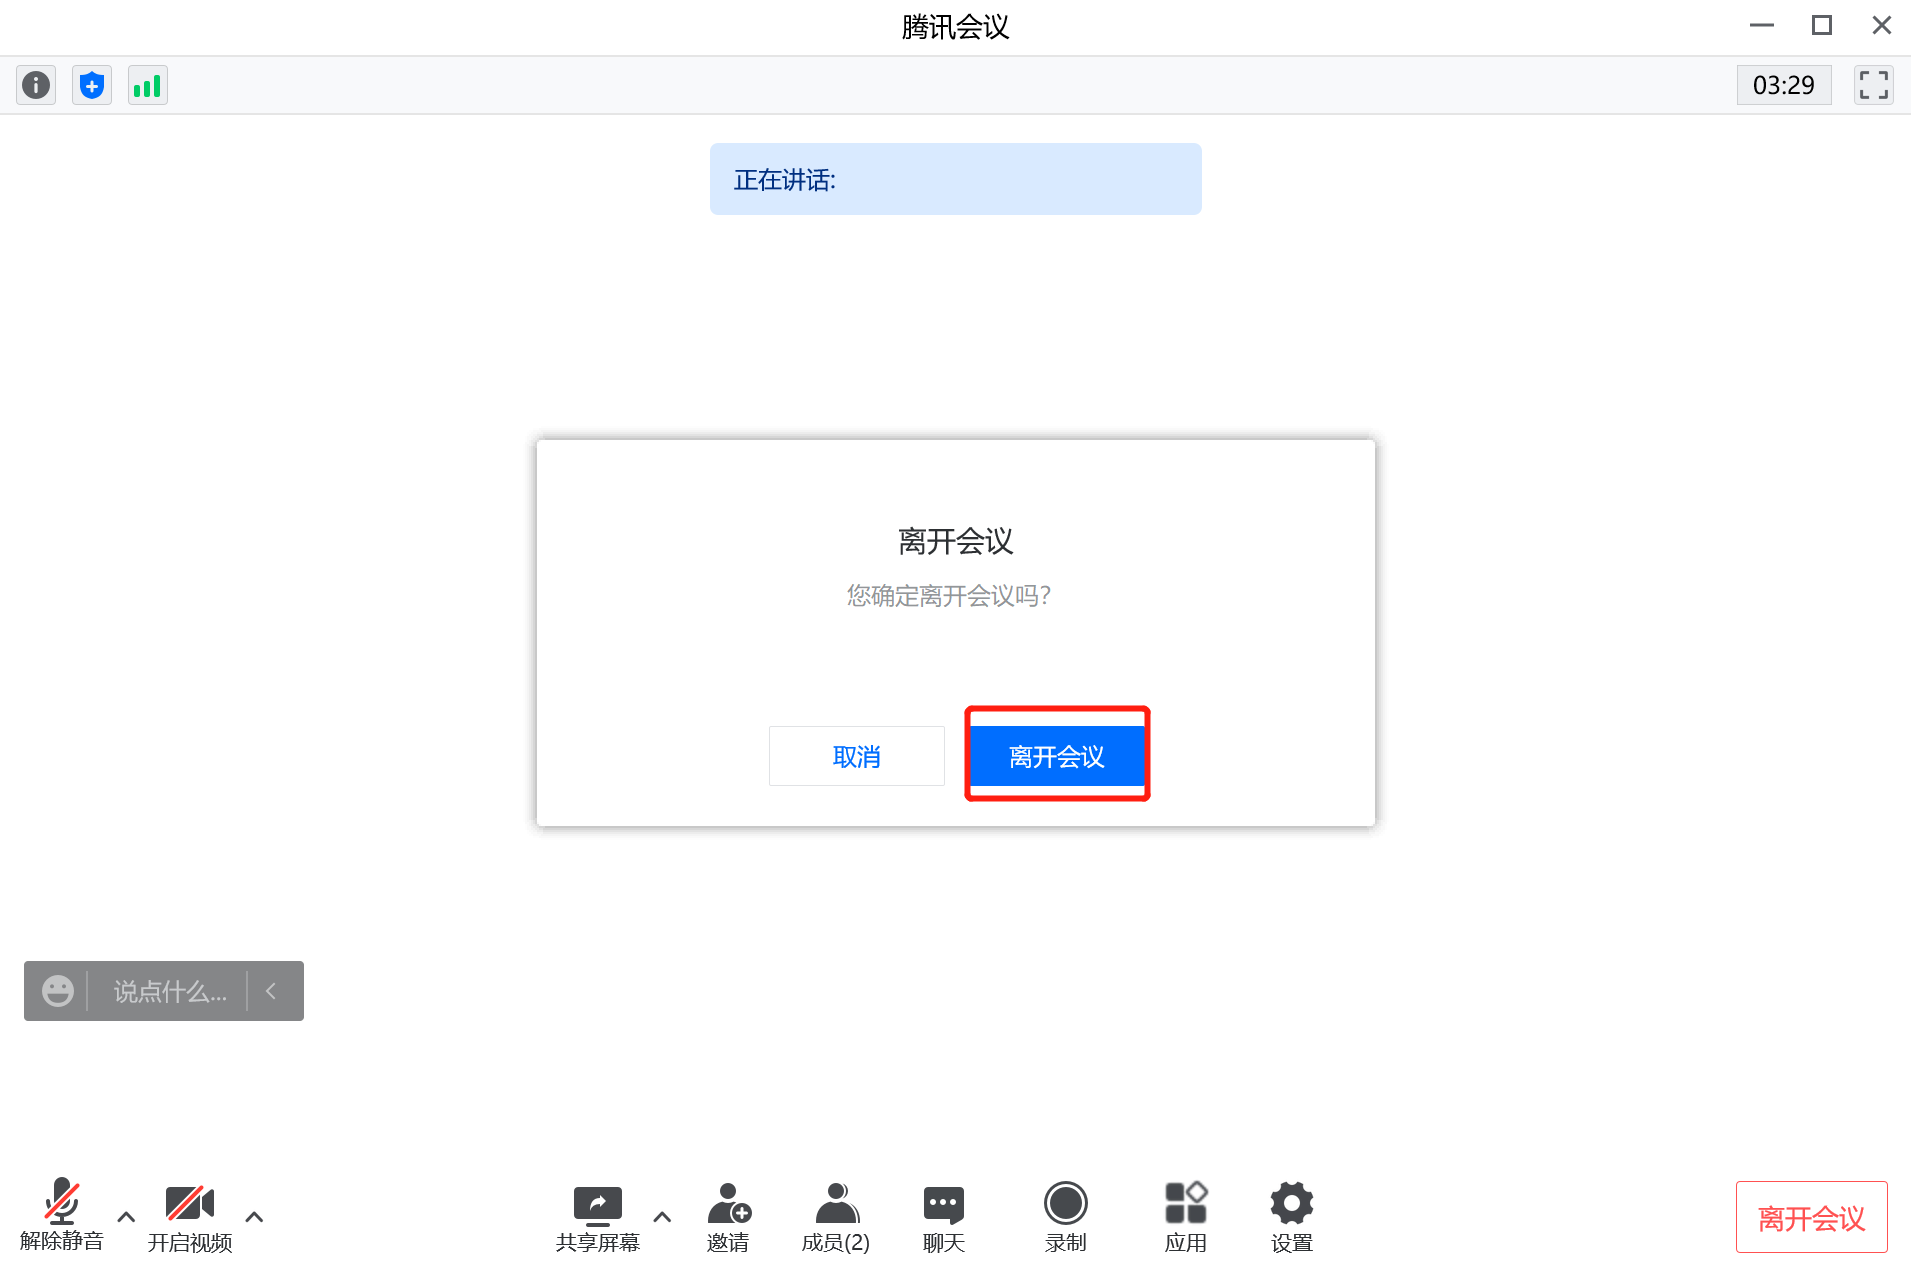 腾讯会议
03:29
正在讲话:
离开会议
您确定离开会议吗?
取消
离开会议
说点什么...
解除静音
开启视频
共享屏幕
邀请
成员(2)
聊天
录制
应用
设置
离开会议